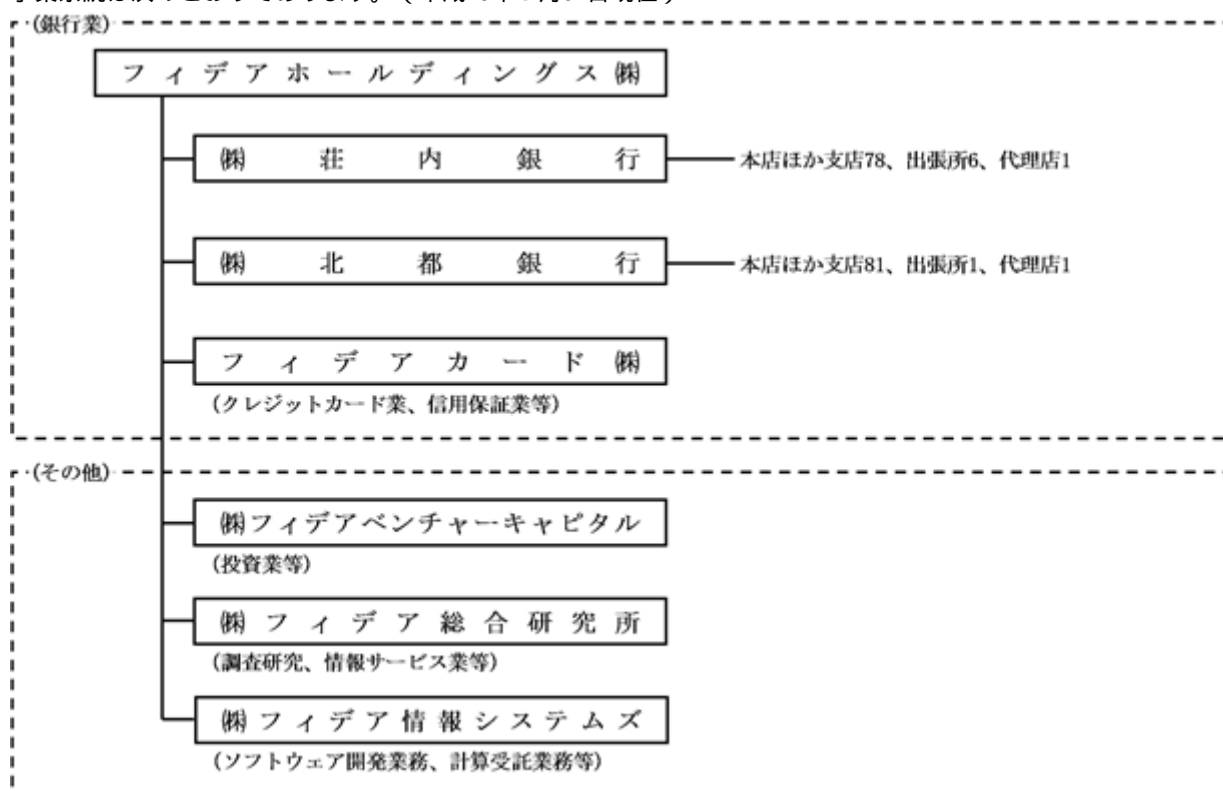 (銀行業)
フィデアホールディングス㈱
㈱荘内銀行 本店ほか支店78、出張所6、代理店1
㈱北都銀行 本店ほか支店81、出張所1、代理店1
フィデアカード㈱
(クレジットカード業、信用保証業等)
(その他)
㈱フィデアベンチャーキャピタル
(投資業等)
㈱フィデア総合研究所
(調査研究、情報サービス業等)
㈱フィデア情報システムズ
(ソフトウェア開発業務、計算受託業務等)